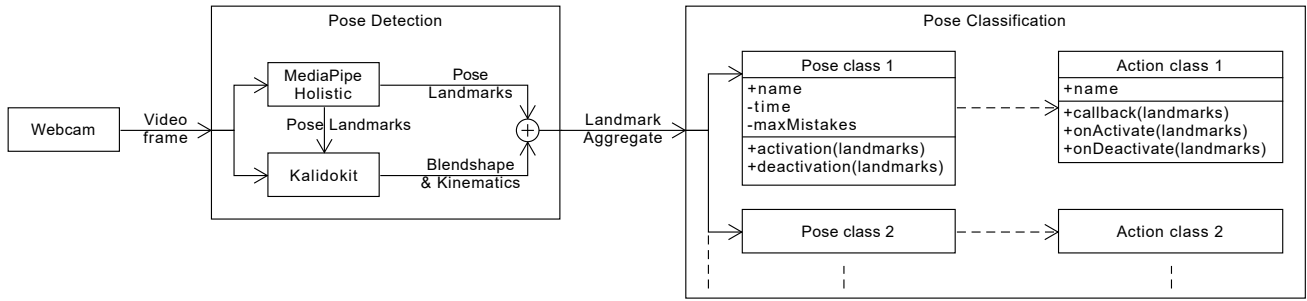 Pose Detection
Pose Classification
Webcam
Video
frame
MediaPipe
Holistic
Pose
Landmarks
Pose Landmarks
Kalidokit
Blendshape
& Kinematics
Landmark
Aggregate
Pose class 1
+name
-time
-maxMistakes
+activation(landmarks)
+deactivation(landmarks)
Action class 1
+name
+callback(landmarks)
+onActivate(landmarks)
+onDeactivate(landmarks)
Pose class 2
Action class 2